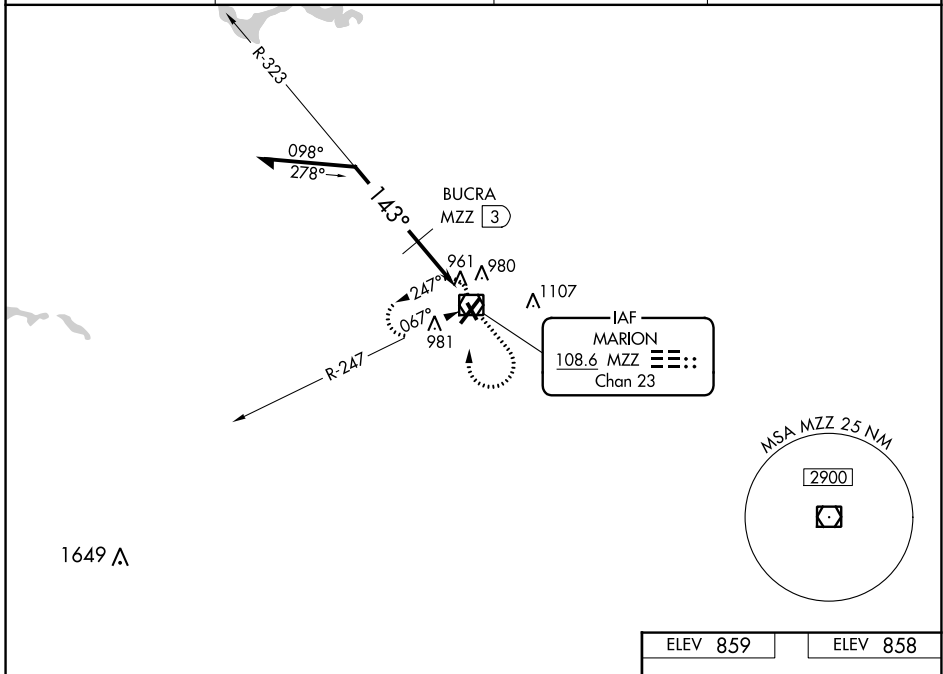 R-323
098°
278°
143°
BUCRA
MZZ 3
961
980
247°
1107
067°
981
IAF
MARION
108.6 MZZ
Chan 23
R-247
MSA MZZ 25 NM
2900
1649
ELEV 859
ELEV 858